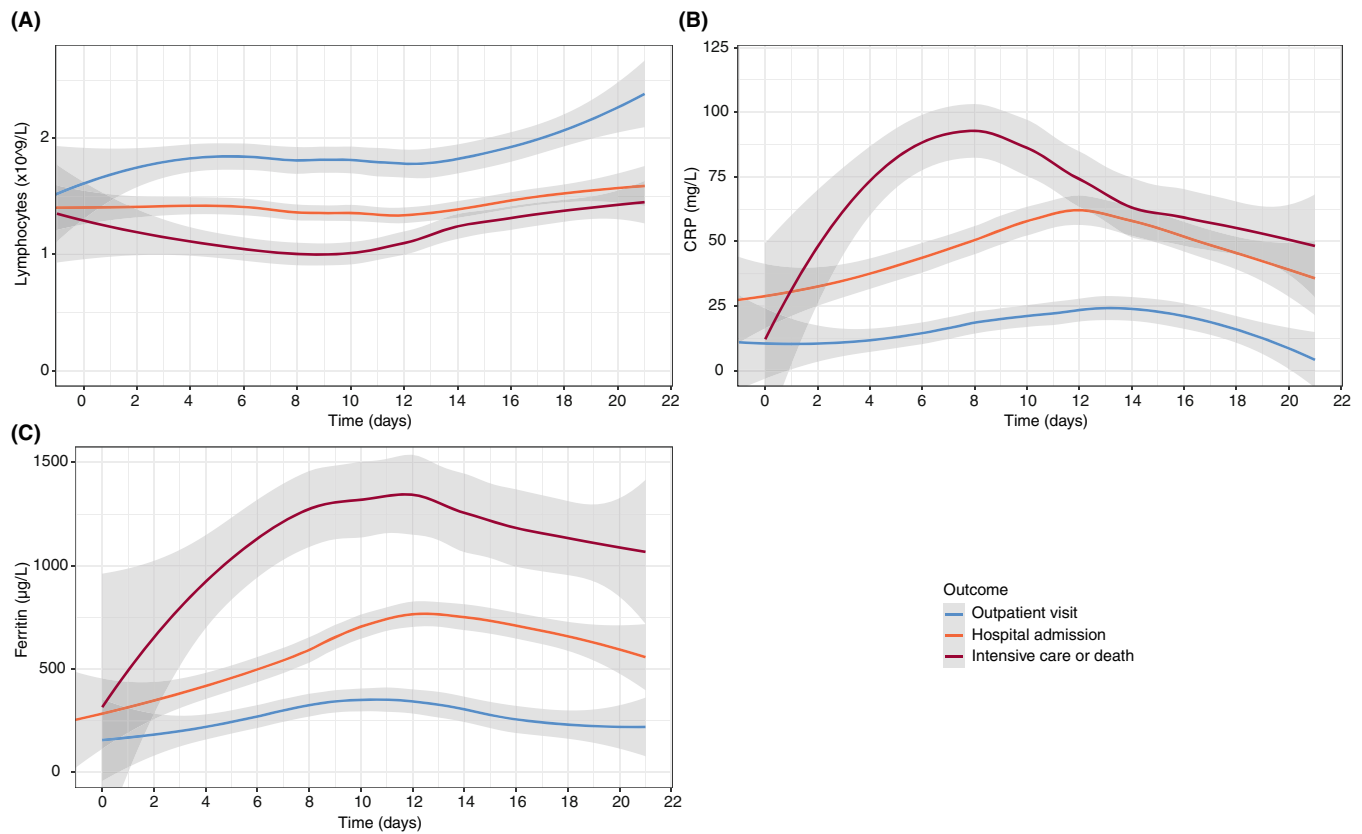 (A)
Lymphocytes (x10^9/L)
2
1
0
0 2 4 6 8 10 12 14 16 18 20 22
Time (days)
(B)
CRP (mg/L)
125
100
75
50
25
0
0 2 4 6 8 10 12 14 16 18 20 22
Time (days)
(C)
Ferritin (µg/L)
1500
1000
500
0
0 2 4 6 8 10 12 14 16 18 20 22
Time (days)
Outcome
Outpatient visit
Hospital admission
Intensive care or death